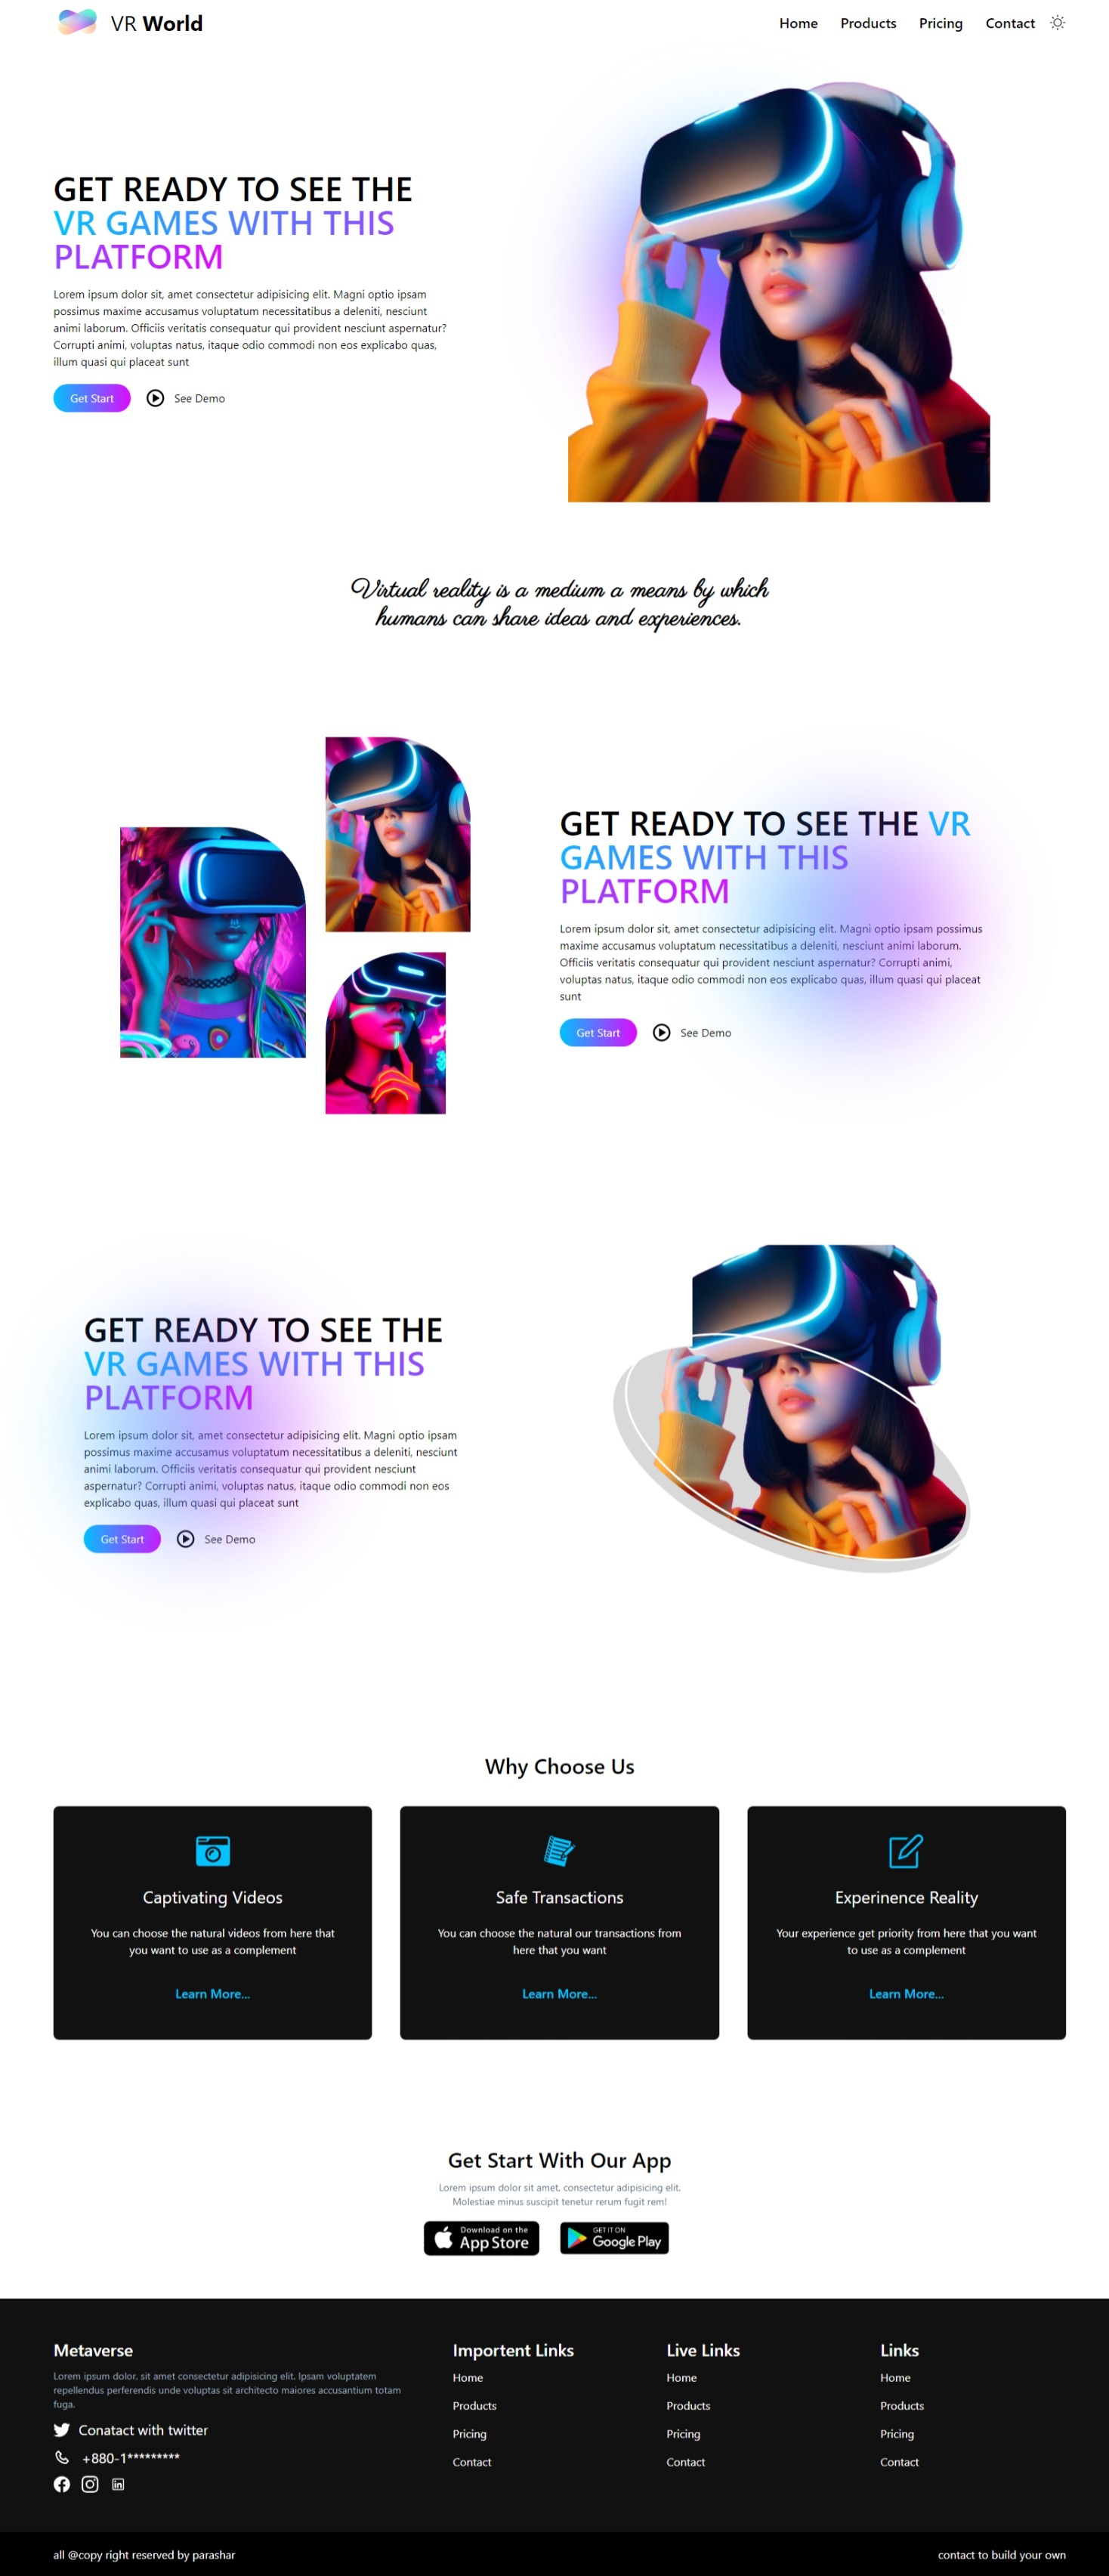 VR World
Home Products Pricing Contact
GET READY TO SEE THE
VR GAMES WITH THIS
PLATFORM
Lorem ipsum dolor sit, amet consectetur adipisicing elit. Magni optio ipsam
possimus maxime accusamus voluptatum necessitatibus a deleniti, nesciunt
animi laborum. Officiis veritatis consequatur qui provident nesciunt aspernatur?
Corrupti animi, voluptas natus, itaque odio commodi non eos explicabo quas,
illum quasi qui placeat sunt
Get Start See Demo
Virtual reality is a medium a means by which
humans can share ideas and experiences.
GET READY TO SEE THE VR
GAMES WITH THIS
PLATFORM
Lorem ipsum dolor sit, amet consectetur adipisicing elit. Magni optio ipsam possimus
maxime accusamus voluptatum necessitatibus a deleniti, nesciunt animi laborum.
Officiis veritatis consequatur qui provident nesciunt aspernatur? Corrupti animi,
voluptas natus, itaque odio commodi non eos explicabo quas, illum quasi qui placeat
sunt
Get Start See Demo
GET READY TO SEE THE
VR GAMES WITH THIS
PLATFORM
Lorem ipsum dolor sit, amet consectetur adipisicing elit. Magni optio ipsam
possimus maxime accusamus voluptatum necessitatibus a deleniti, nesciunt
animi laborum. Officiis veritatis consequatur qui provident nesciunt
aspernatur? Corrupti animi, voluptas natus, itaque odio commodi non eos
explicabo quas, illum quasi qui placeat sunt
Get Start See Demo
Why Choose Us
Captivating Videos
You can choose the natural videos from here that
you want to use as a complement
Learn More...
Safe Transactions
You can choose the natural our transactions from
here that you want
Learn More...
Experinence Reality
Your experience get priority from here that you want
to use as a complement
Learn More...
Get Start With Our App
Lorem ipsum dolor sit amet, consectetur adipisicing elit.
Molestiae minus suscipit tenetur rerum fugit rem!
Download on the
App Store
GET IT ON
Google Play
Metaverse
Lorem ipsum dolor, sit amet consectetur adipisicing elit. Ipsam voluptatem
repellendus perferendis unde voluptas sit architecto maiores accusantium totam
fuga.
Conatact with twitter
+880-1*********
Importent Links
Home
Products
Pricing
Contact
Live Links
Home
Products
Pricing
Contact
Links
Home
Products
Pricing
Contact
all @copy right reserved by parashar
contact to build your own